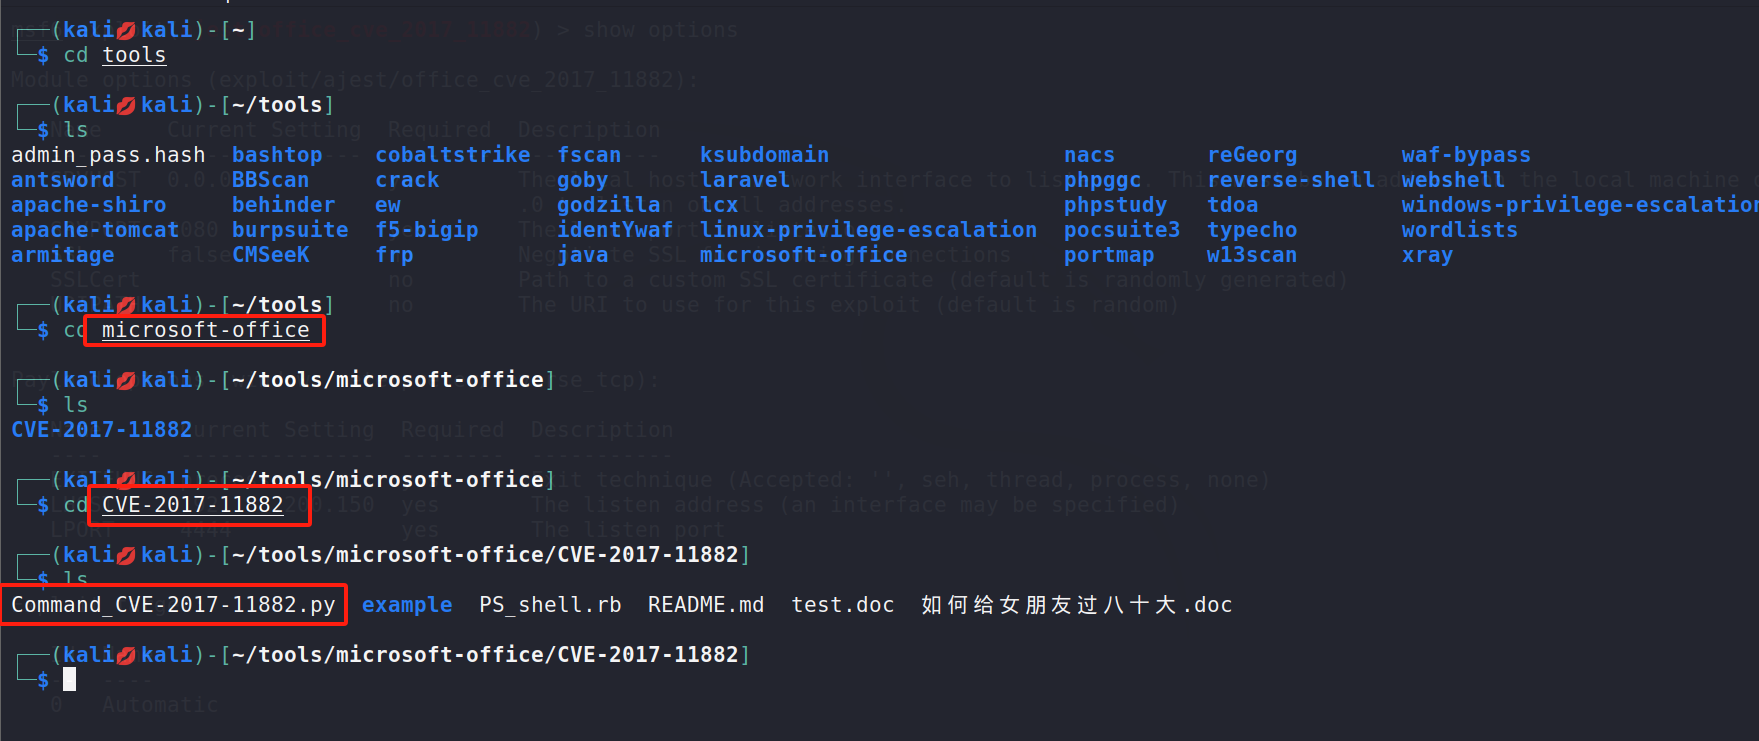 (kali💋kali)-[~]
$ cd tools
(kali💋kali)-[~/tools]
$ ls
admin_pass.hash bashtop cobaltstrike fscan ksubdomain nacs reGeorg waf-bypass
antsword BBScan crack goby laravel phpggc reverse-shell webshell
apache-shiro behinder ew godzilla lcx phpstudy tdoa windows-privilege-escalation
apache-tomcat burpsuite f5-bigip identYwaf linux-privilege-escalation pocsuite3 typecho wordlists
armitage CMSeeK frp java microsoft-office portmap w13scan xray
(kali💋kali)-[~/tools]
$ cd microsoft-office
(kali💋kali)-[~/tools/microsoft-office]
$ ls
CVE-2017-11882
(kali💋kali)-[~/tools/microsoft-office]
$ cd CVE-2017-11882
(kali💋kali)-[~/tools/microsoft-office/CVE-2017-11882]
$ ls
Command_CVE-2017-11882.py example PS_shell.rb README.md test.doc 如何给女朋友过八十大.doc
(kali💋kali)-[~/tools/microsoft-office/CVE-2017-11882]
$